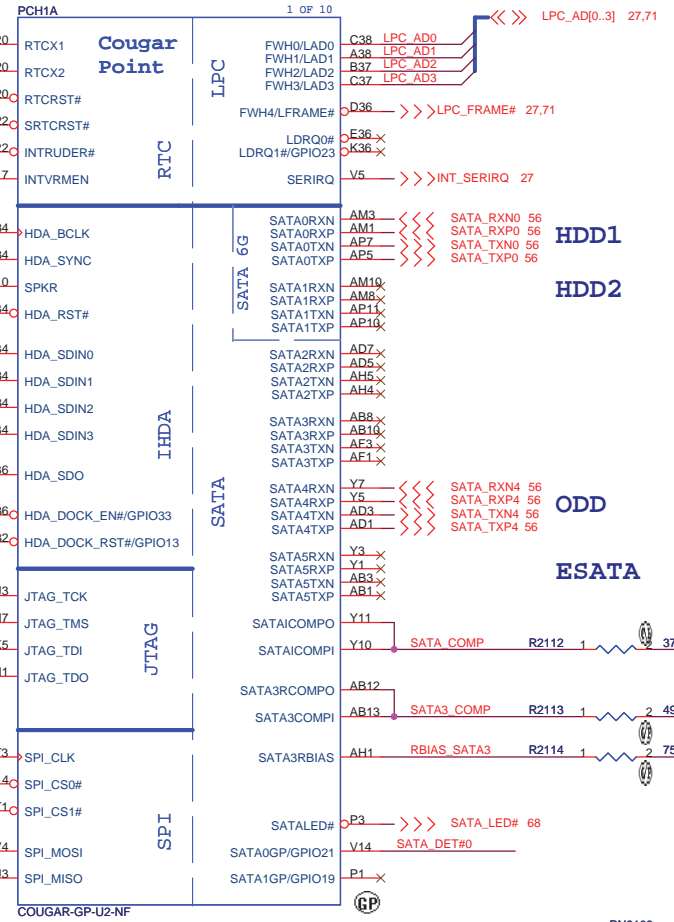 PCH1A 1 OF 10
Cougar
Point
RTCX1
RTCX2
RTCRST#
SRTCRST#
INTRUDER#
INTVRMEN
RTC
LPC
FWH0/LAD0 C38 LPC_AD0
FWH1/LAD1 A38 LPC_AD1
FWH2/LAD2 B37 LPC_AD2
FWH3/LAD3 C37 LPC_AD3
LPC_AD[0..3] 27,71
FWH4/LFRAME# D36 LPC_FRAME# 27,71
LDRQ0# E36
LDRQ1#/GPIO23 K36
SERIRQ V5 INT_SERIRQ 27
HDA_BCLK
HDA_SYNC
SPKR
HDA_RST#
HDA_SDIN0
HDA_SDIN1
HDA_SDIN2
HDA_SDIN3
HDA_SDO
HDA_DOCK_EN#/GPIO33
HDA_DOCK_RST#/GPIO13
IHDA
SATA 6G
SATA
SATA0RXN AM3 SATA_RXN0 56
SATA0RXP AM1 SATA_RXP0 56
SATA0TXN AP7 SATA_TXN0 56
SATA0TXP AP5 SATA_TXP0 56
HDD1
SATA1RXN AM10
SATA1RXP AM8
SATA1TXN AP11
SATA1TXP AP10
HDD2
SATA2RXN AD7
SATA2RXP AD5
SATA2TXN AH5
SATA2TXP AH4
SATA3RXN AB8
SATA3RXP AB10
SATA3TXN AF3
SATA3TXP AF1
SATA4RXN Y7 SATA_RXN4 56
SATA4RXP Y5 SATA_RXP4 56
SATA4TXN AD3 SATA_TXN4 56
SATA4TXP AD1 SATA_TXP4 56
ODD
SATA5RXN Y3
SATA5RXP Y1
SATA5TXN AB3
SATA5TXP AB1
ESATA
JTAG_TCK
JTAG_TMS
JTAG_TDI
JTAG_TDO
JTAG
SATAICOMPO Y11
SATAICOMPI Y10 SATA_COMP R2112 1 2 37
SATA3RCOMPO AB12
SATA3COMPI AB13 SATA3_COMP R2113 1 2 49
SATA3RBIAS AH1 RBIAS_SATA3 R2114 1 2 75
SPI_CLK
SPI_CS0#
SPI_CS1#
SPI_MOSI
SPI_MISO
SPI
SATALED# P3 SATA_LED# 68
SATA0GP/GPIO21 V14 SATA_DET#0
SATA1GP/GPIO19 P1
GP
COUGAR-GP-U2-NF